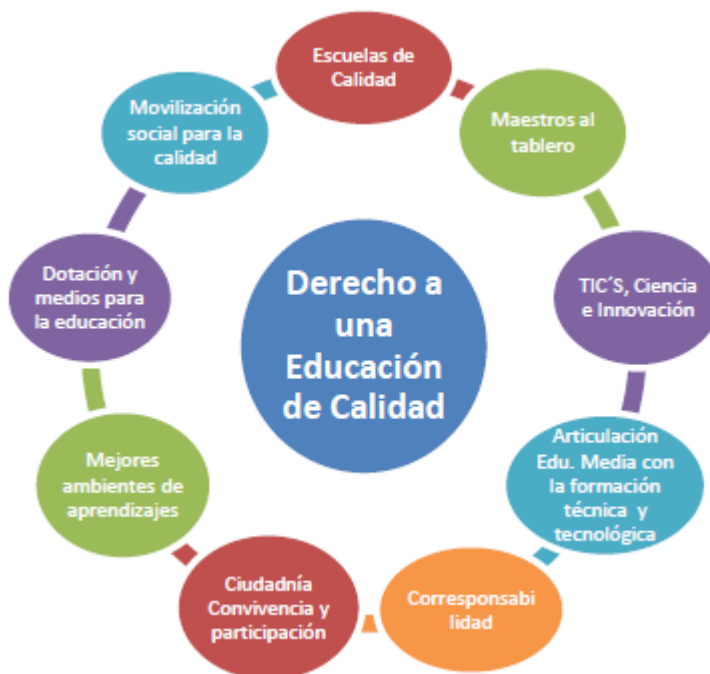 Escuelas de
Calidad
Maestros al
tablero
TIC´S, Ciencia
e Innovación
Articulación
Edu. Media con
la formación
técnica y
tecnológica
Corresponsabi
lidad
Ciudadnía
Convivencia y
participación
Mejores
ambientes de
aprendizajes
Dotación y
medios para
la educación
Movilización
social para la
calidad
Derecho a
una
Educación
de Calidad